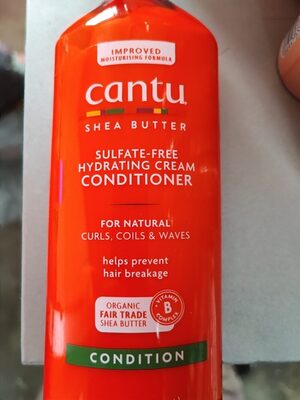 IMPROVED
MOISTURISING FORMULA
cantu
SHEA BUTTER
SULFATE-FREE
HYDRATING CREAM
CONDITIONER
FOR NATURAL
CURLS, COILS & WAVES
helps prevent
hair breakage
ORGANIC
FAIR TRADE
SHEA BUTTER
VITAMIN
B
COMPLEX
CONDITION